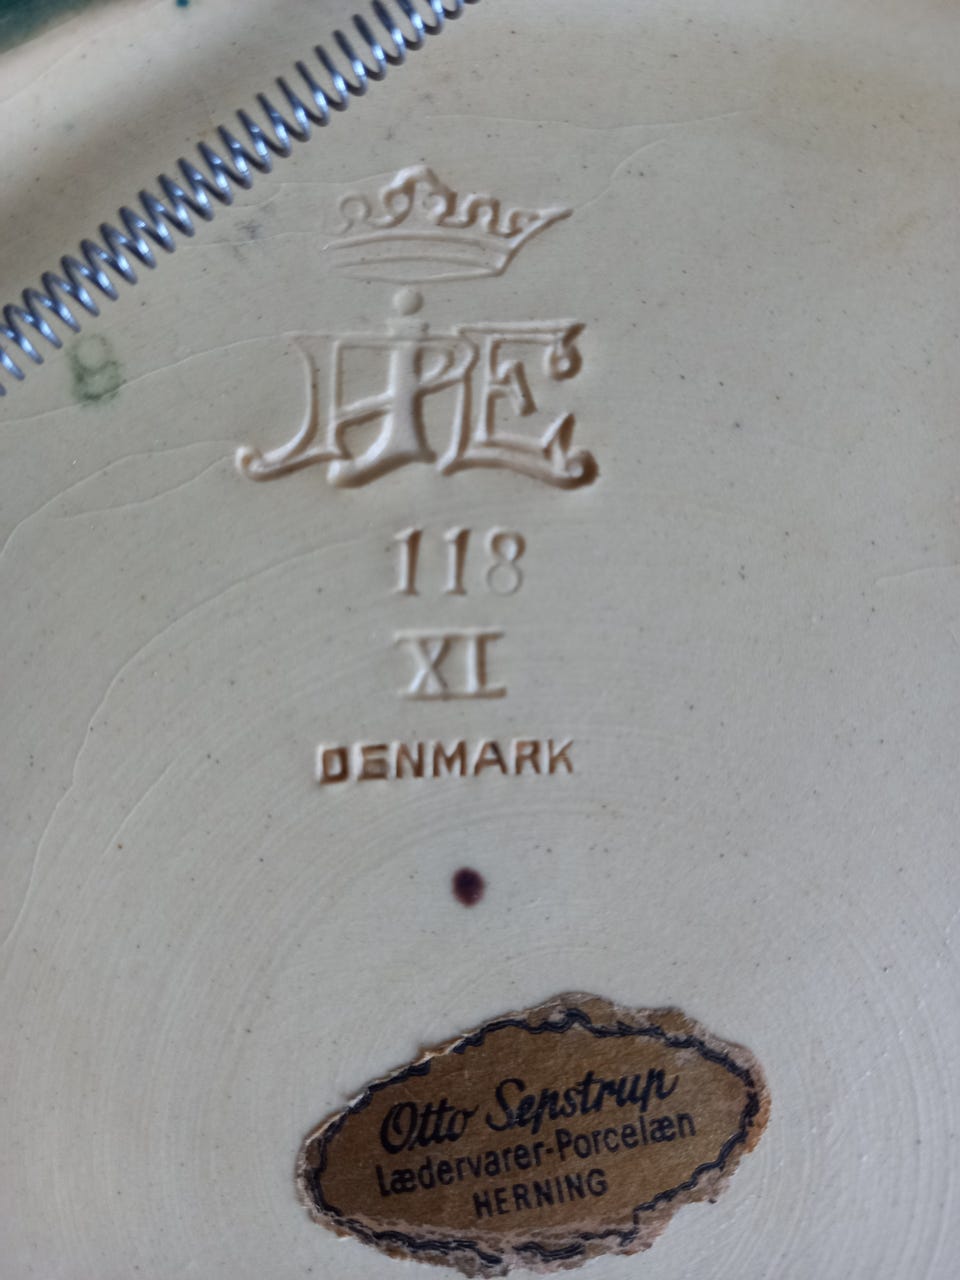 118
XI
DENMARK
Otto Sepstrup
Lædervarer-Porcelæn
HERNING